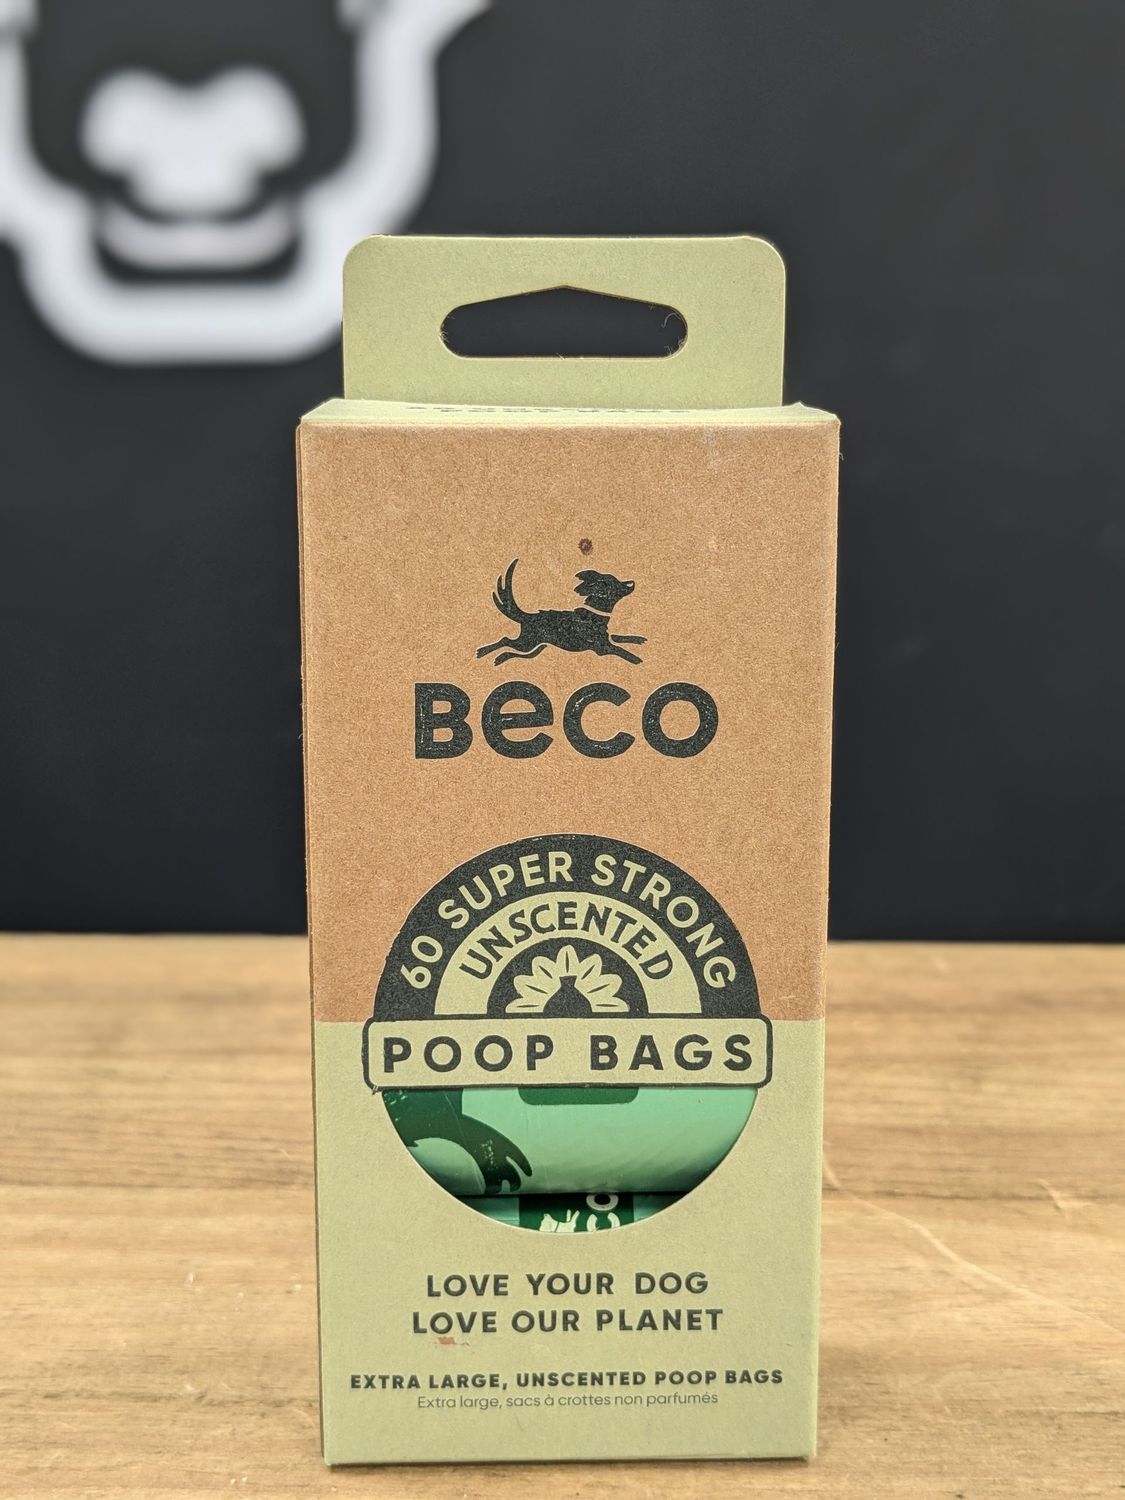 Beco
60 SUPER STRONG
UNSCENTED
POOP BAGS
LOVE YOUR DOG
LOVE OUR PLANET
EXTRA LARGE, UNSCENTED POOP BAGS
Extra large, sacs à crottes non parfumés